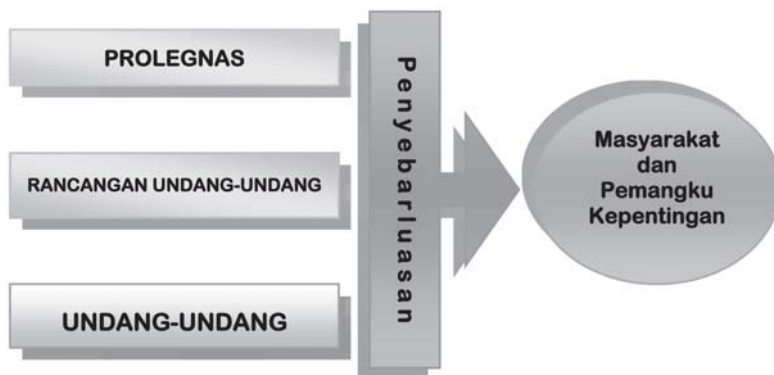 PROLEGNAS
RANCANGAN UNDANG-UNDANG
UNDANG-UNDANG
Penyebarluasan
Masyarakat
dan
Pemangku
Kepentingan